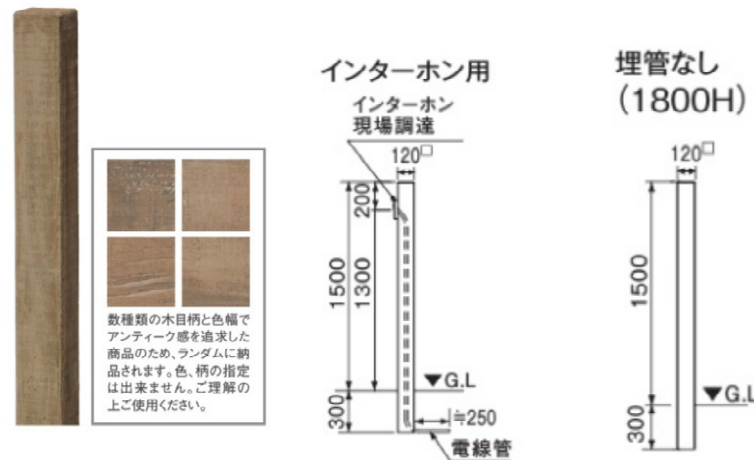 数種類の木目柄と色幅で
アンティーク感を追求した
商品のため、ランダムに納
品されます。色、柄の指定
は出来ません。ご理解の
上ご使用ください。
インターホン用
インターホン
現場調達
120□
200
1500
1300
300
▼G.L
≒250
電線管
埋管なし
(1800H)
120□
1500
▼G.L
300